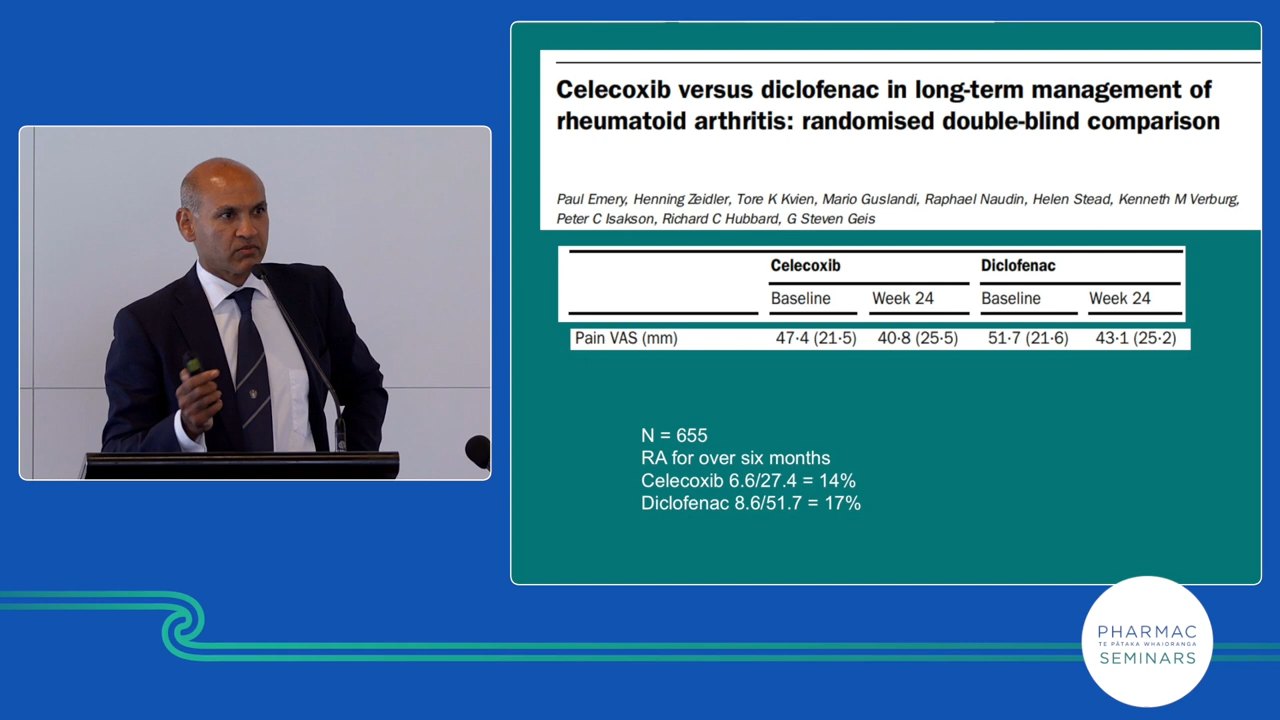 Celecoxib versus diclofenac in long-term management of
rheumatoid arthritis: randomised double-blind comparison
Paul Emery, Henning Zeidler, Tore K Kvien, Mario Guslandi, Raphael Naudin, Helen Stead, Kenneth M Verburg,
Peter C Isakson, Richard C Hubbard, G Steven Geis
Celecoxib Diclofenac
Baseline Week 24 Baseline Week 24
Pain VAS (mm) 47·4 (21·5) 40·8 (25·5) 51·7 (21·6) 43·1 (25·2)
N = 655
RA for over six months
Celecoxib 6.6/27.4 = 14%
Diclofenac 8.6/51.7 = 17%
PHARMAC
TE PĀTAKA WHAIORANGA
SEMINARS